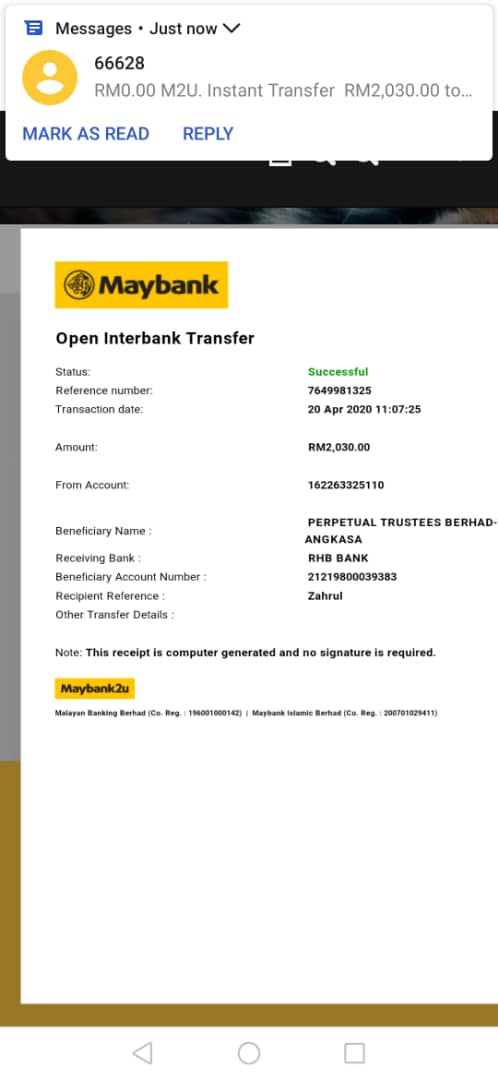 Messages • Just now
66628
RM0.00 M2U. Instant Transfer RM2,030.00 to...
MARK AS READ REPLY
Maybank
Open Interbank Transfer
Status: Successful
Reference number: 7649981325
Transaction date: 20 Apr 2020 11:07:25
Amount: RM2,030.00
From Account: 162263325110
Beneficiary Name : PERPETUAL TRUSTEES BERHAD-
ANGKASA
Receiving Bank : RHB BANK
Beneficiary Account Number : 21219800039383
Recipient Reference : Zahrul
Other Transfer Details :
Note: This receipt is computer generated and no signature is required.
Maybank2u
Malayan Banking Berhad (Co. Reg. : 196001000142) | Maybank Islamic Berhad (Co. Reg. : 200701029411)